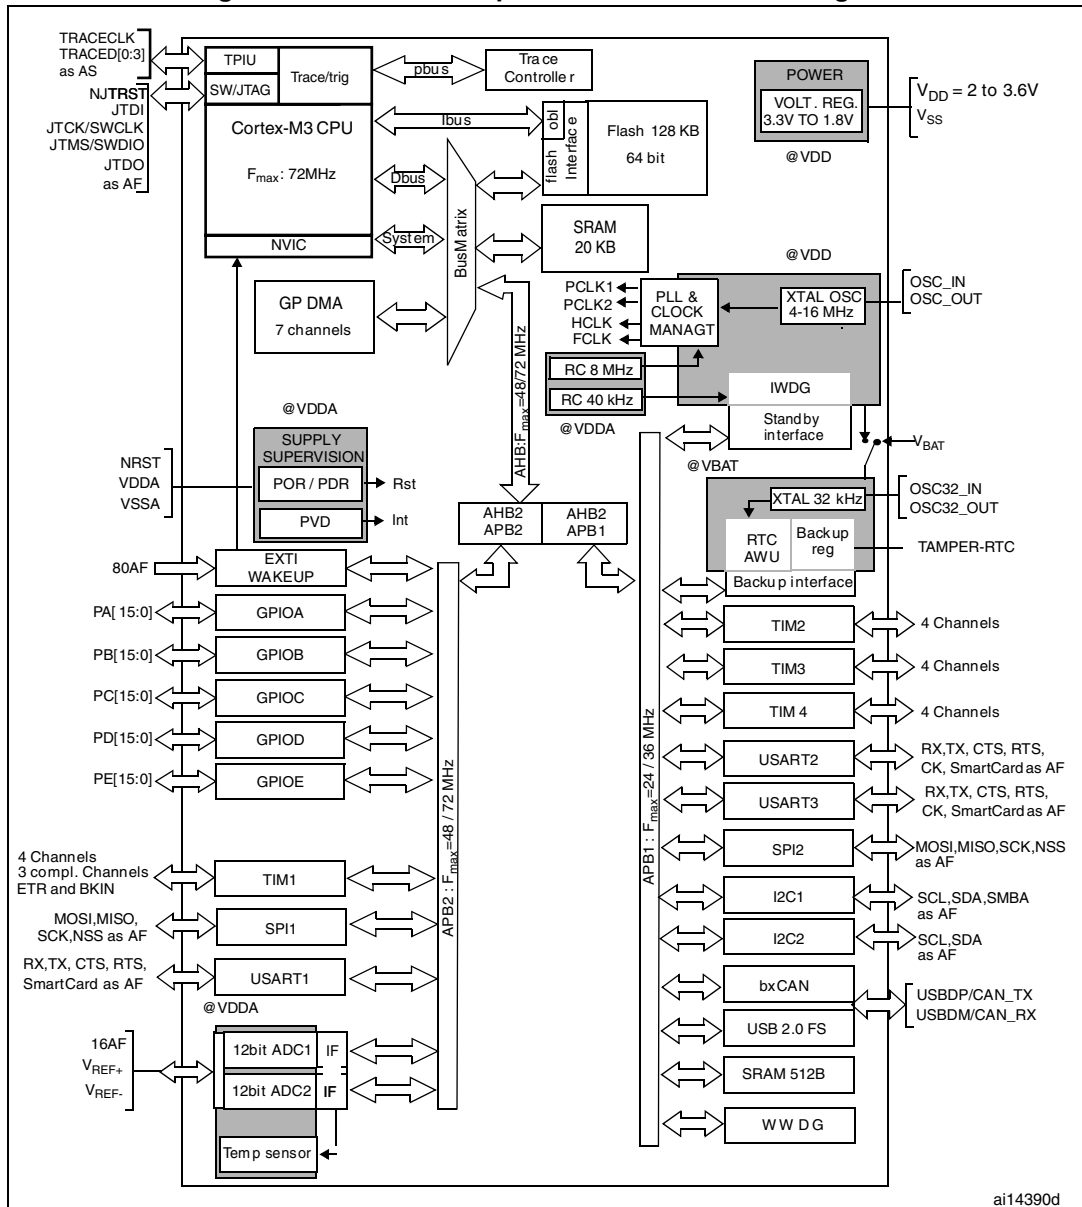 TRACECLK
TRACED[0:3]
as AS
NJTRST
JTDI
JTCK/SWCLK
JTMS/SWDIO
JTDO
as AF
TPIU
SW/JTAG
Trace/trig
Cortex-M3 CPU
Fmax: 72MHz
NVIC
GP DMA
7 channels
pbus
Ibus
Dbus
System
BusMatrix
Trace
Controller
flash obl
Interface
Flash 128 KB
64 bit
SRAM
20 KB
POWER
VOLT. REG.
3.3V TO 1.8V
@VDD
VDD = 2 to 3.6V
VSS
@VDD
PCLK1
PCLK2
HCLK
FCLK
PLL &
CLOCK
MANAGT
XTAL OSC
4-16 MHz
OSC_IN
OSC_OUT
RC 8 MHz
RC 40 kHz
@VDDA
IWDG
Standby
interface
VBAT
@VBAT
XTAL 32 kHz
OSC32_IN
OSC32_OUT
RTC
AWU
Backup
reg
Backup interface
TAMPER-RTC
AHB:Fmax=48/72 MHz
@VDDA
SUPPLY
SUPERVISION
NRST
VDDA
VSSA
POR / PDR
Rst
PVD
Int
AHB2
APB2
AHB2
APB1
80AF
EXTI
WAKEUP
PA[ 15:0]
GPIOA
PB[15:0]
GPIOB
PC[15:0]
GPIOC
PD[15:0]
GPIOD
PE[15:0]
GPIOE
4 Channels
3 compl. Channels
ETR and BKIN
TIM1
MOSI,MISO,
SCK,NSS as AF
SPI1
RX,TX, CTS, RTS,
SmartCard as AF
USART1
@VDDA
16AF
VREF+
VREF-
12bit ADC1 IF
12bit ADC2 IF
Temp sensor
APB2 : Fmax=48 / 72 MHz
APB1 : Fmax=24 / 36 MHz
TIM2
4 Channels
TIM3
4 Channels
TIM 4
4 Channels
USART2
RX,TX, CTS, RTS,
CK, SmartCard as AF
USART3
RX,TX, CTS, RTS,
CK, SmartCard as AF
SPI2
MOSI,MISO,SCK,NSS
as AF
I2C1
SCL,SDA,SMBA
as AF
I2C2
SCL,SDA
as AF
bxCAN
USBDP/CAN_TX
USBDM/CAN_RX
USB 2.0 FS
SRAM 512B
WWDG
ai14390d